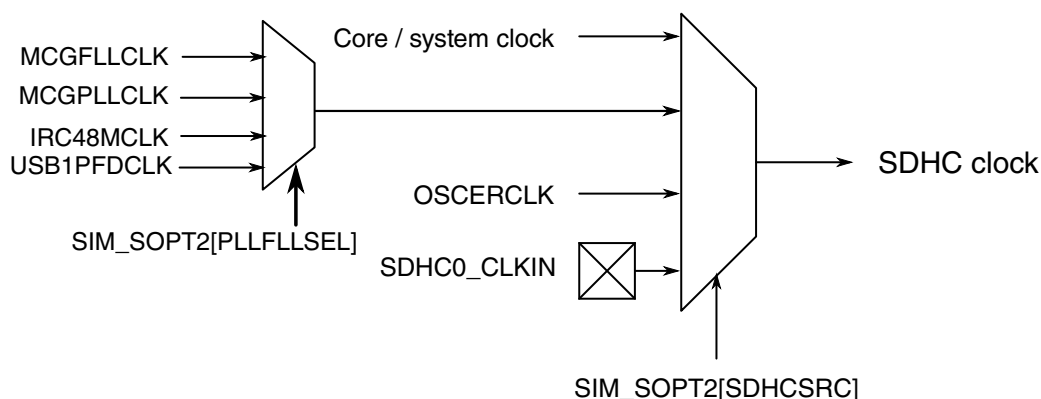 Core / system clock
MCGFLLCLK
MCGPLLCLK
IRC48MCLK
USB1PFDCLK
SDHC clock
OSCERCLK
SIM_SOPT2[PLLFLLSEL]
SDHC0_CLKIN
SIM_SOPT2[SDHCSRC]